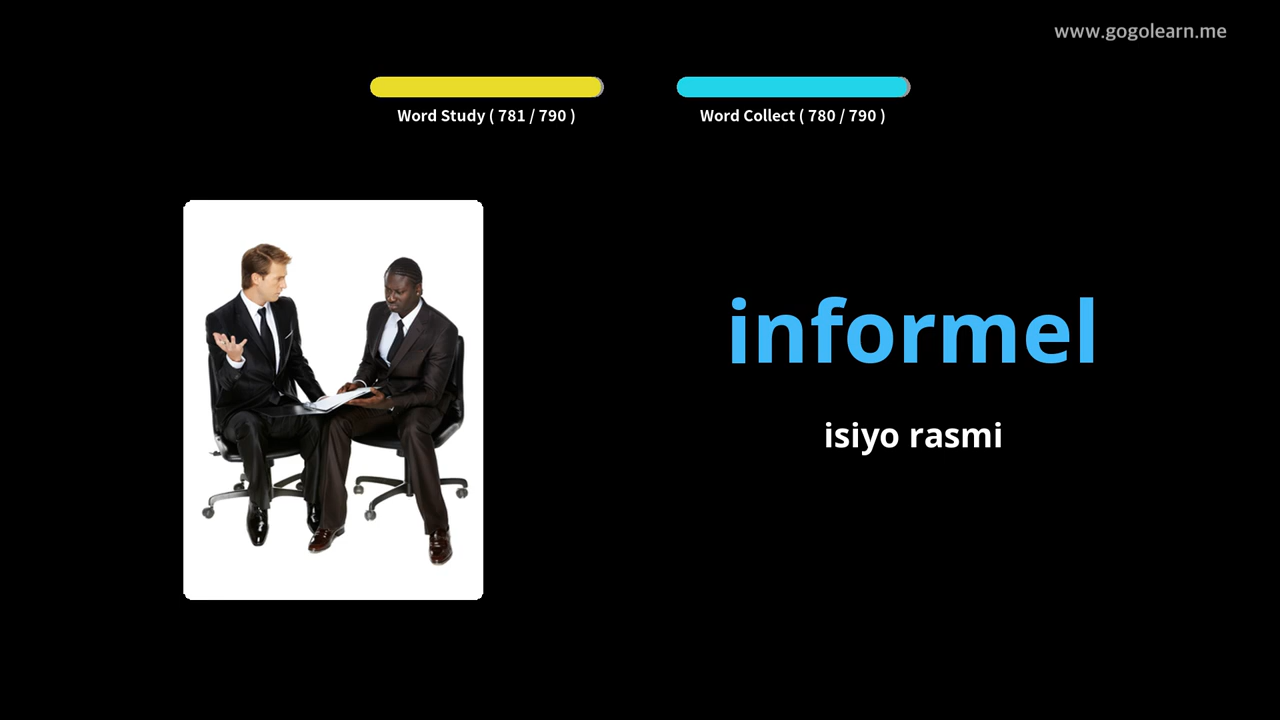 www.gogolearn.me
Word Study ( 781 / 790 )
Word Collect ( 780 / 790 )
informel
isiyo rasmi